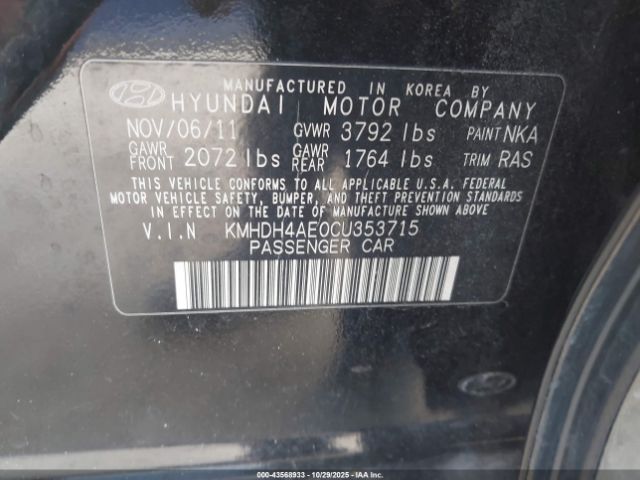 MANUFACTURED IN KOREA BY
HYUNDAI MOTOR COMPANY
NOV/06/11 GVWR 3792 lbs PAINT NKA
GAWR FRONT 2072 lbs GAWR REAR 1764 lbs TRIM RAS
THIS VEHICLE CONFORMS TO ALL APPLICABLE U.S.A. FEDERAL
MOTOR VEHICLE SAFETY, BUMPER, AND THEFT PREVENTION STANDARDS
IN EFFECT ON THE DATE OF MANUFACTURE SHOWN ABOVE
V.I.N KMHDH4AE0CU353715
PASSENGER CAR
000-43568933 - 10/29/2025 - IAA Inc.